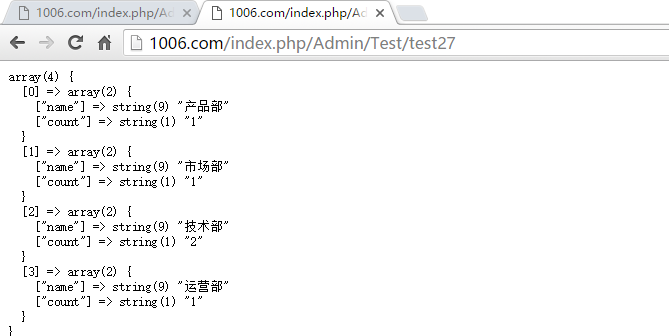 1006.com/index.php/Admin/
1006.com/index.php/Admin/
1006.com/index.php/Admin/Test/test27
array(4) {
  [0] => array(2) {
    ["name"] => string(9) "产品部"
    ["count"] => string(1) "1"
  }
  [1] => array(2) {
    ["name"] => string(9) "市场部"
    ["count"] => string(1) "1"
  }
  [2] => array(2) {
    ["name"] => string(9) "技术部"
    ["count"] => string(1) "2"
  }
  [3] => array(2) {
    ["name"] => string(9) "运营部"
    ["count"] => string(1) "1"
  }
}